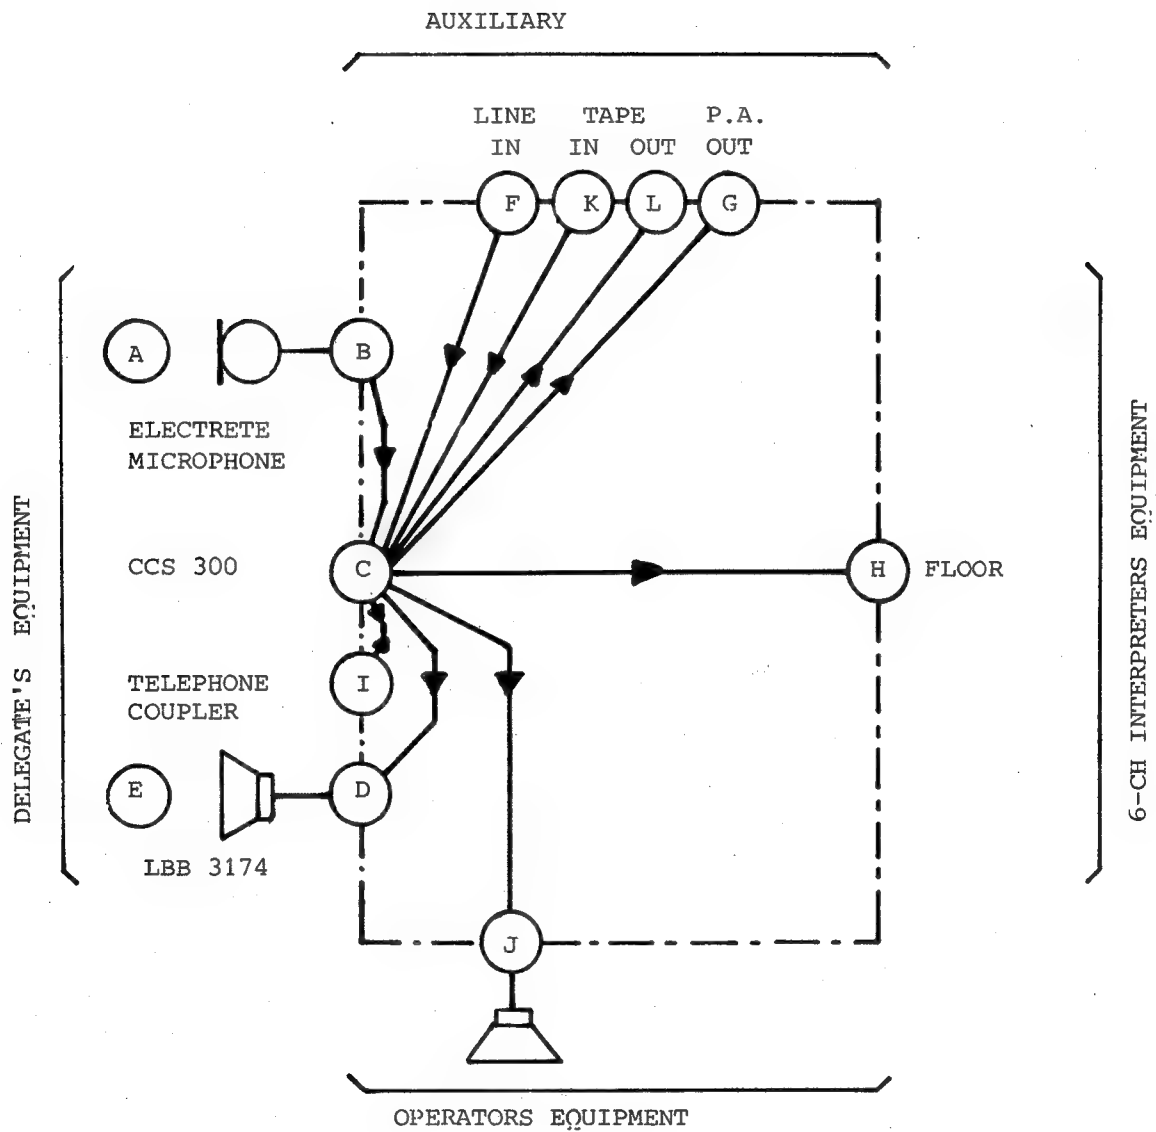 AUXILIARY
LINE TAPE P.A.
IN IN OUT OUT
F K L G
A B
ELECTRETE
MICROPHONE
CCS 300 C H FLOOR
TELEPHONE
COUPLER
I
E D
LBB 3174
J
DELEGATE'S EQUIPMENT
6-CH INTERPRETERS EQUIPMENT
OPERATORS EQUIPMENT